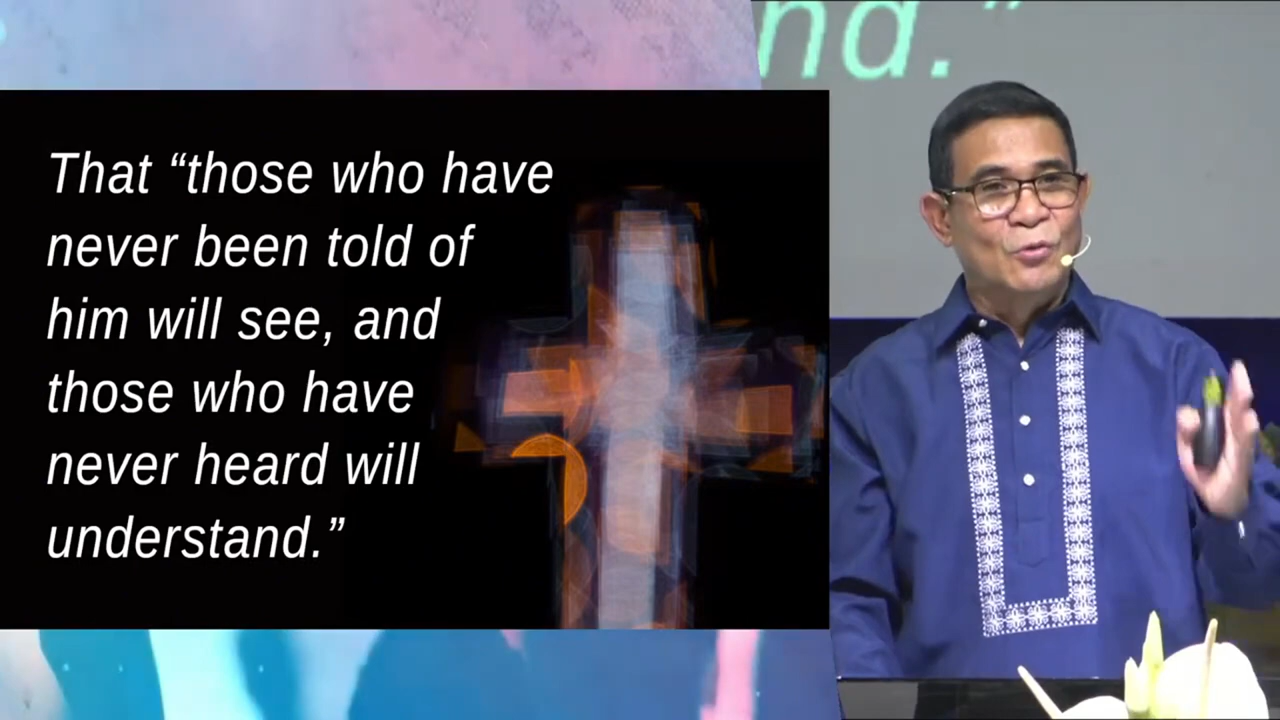 nd.”
That “those who have
never been told of
him will see, and
those who have
never heard will
understand.”